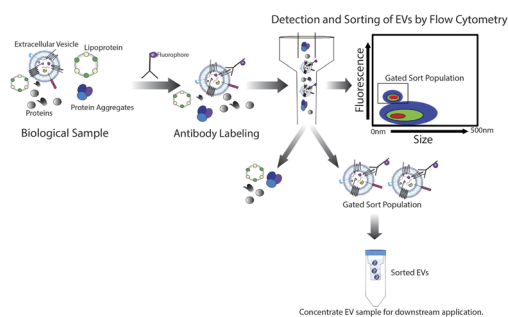 Detection and Sorting of EVs by Flow Cytometry
Extracellular Vesicle
Lipoprotein
Fluorophore
Proteins
Protein Aggregates
Biological Sample
Antibody Labeling
Fluorescence
Gated Sort Population
0nm
500nm
Size
Gated Sort Population
Sorted EVs
Concentrate EV sample for downstream application.